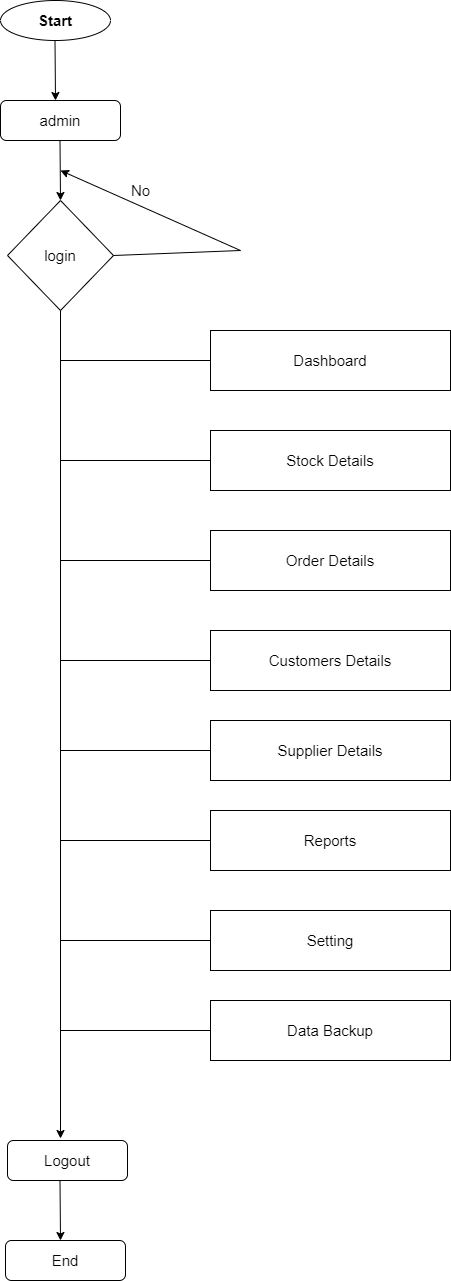 Start
admin
No
login
Dashboard
Stock Details
Order Details
Customers Details
Supplier Details
Reports
Setting
Data Backup
Logout
End